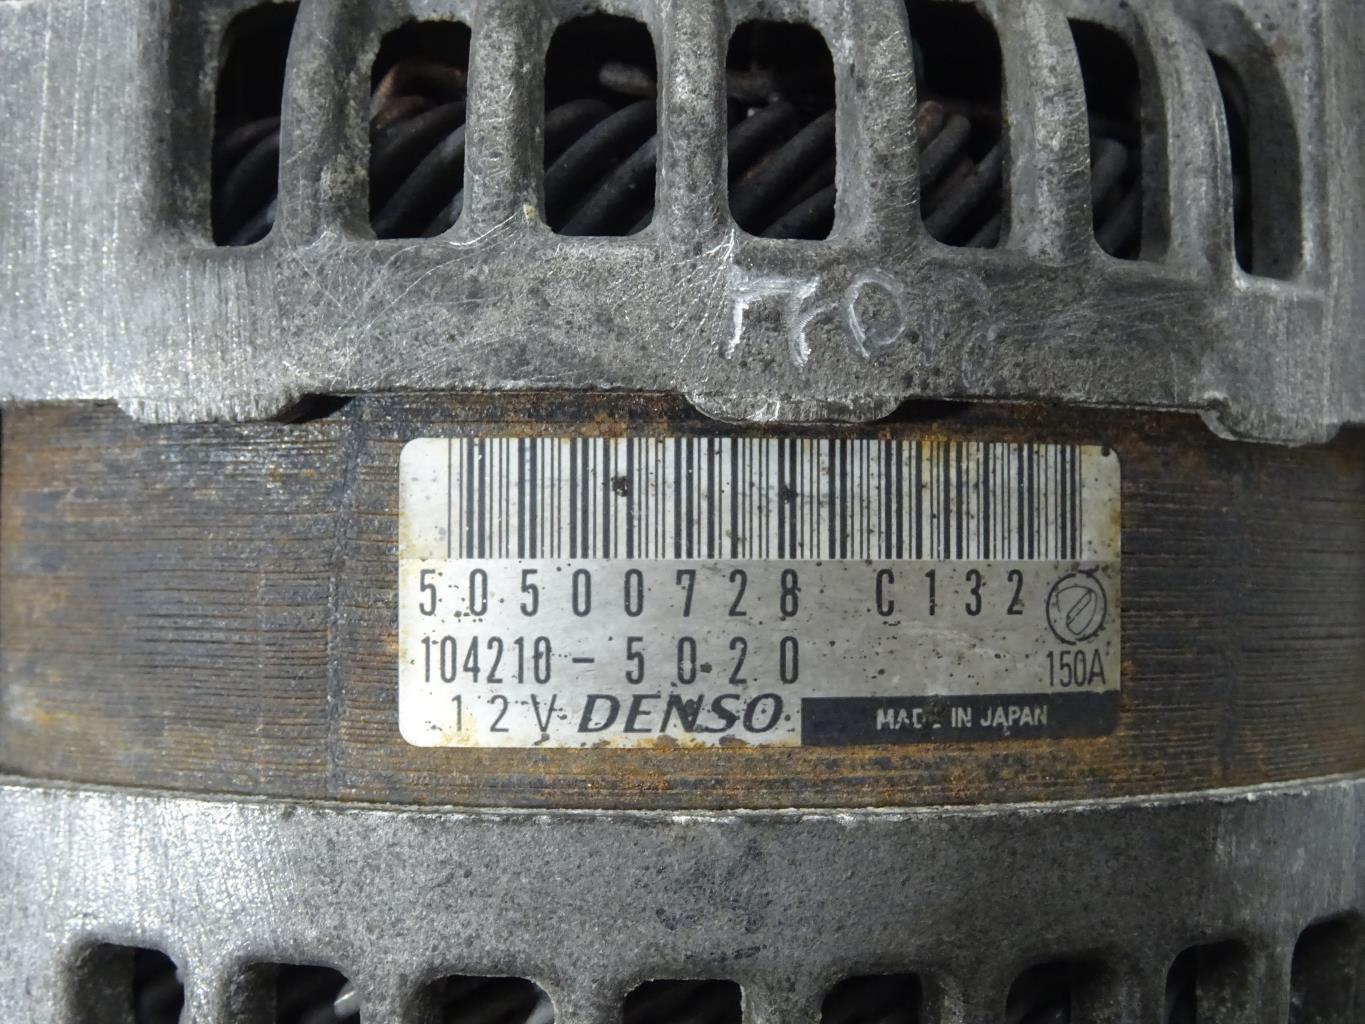 50500728 C132
104210-5020 150A
12V DENSO MADE IN JAPAN